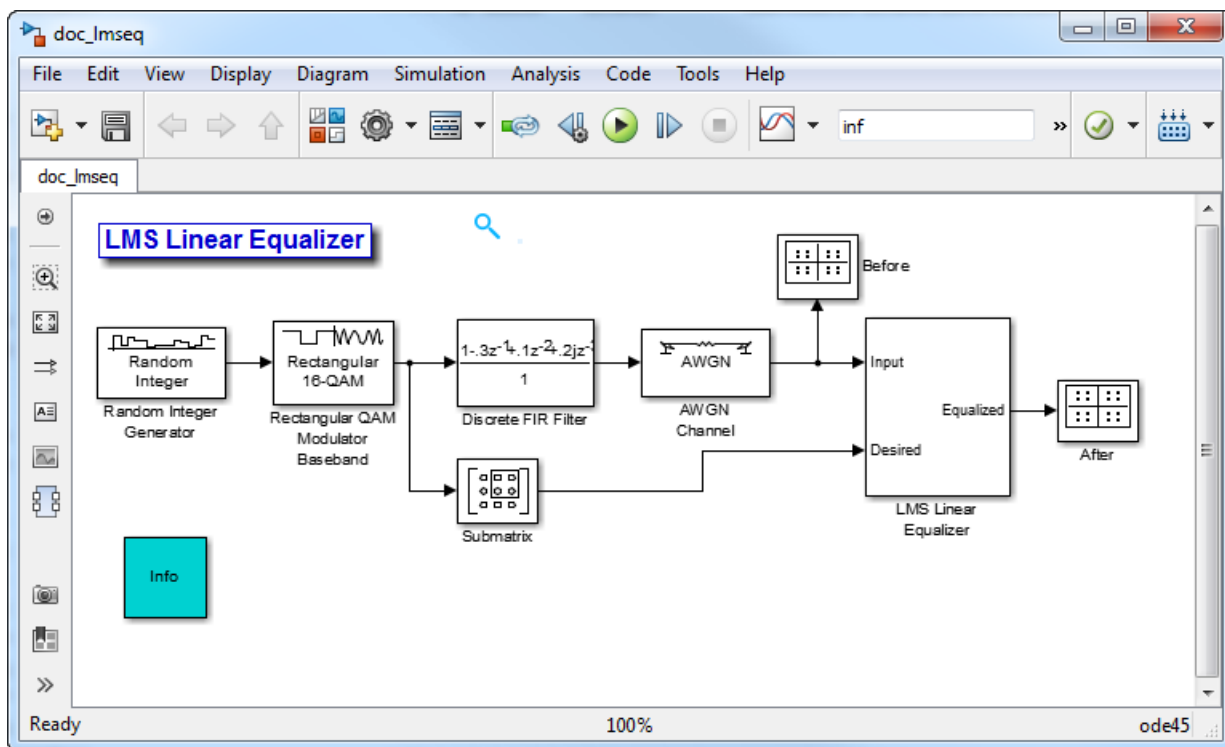 doc_lmseq
File Edit View Display Diagram Simulation Analysis Code Tools Help
inf
doc_lmseq
LMS Linear Equalizer
Before
Random
Integer
Random Integer
Generator
Rectangular
16-QAM
Rectangular QAM
Modulator
Baseband
1-.3z-1+.1z-2+.2jz-3
1
Discrete FIR Filter
AWGN
AWGN
Channel
Input
Equalized
Desired
LMS Linear
Equalizer
After
Submatrix
Info
Ready 100% ode45